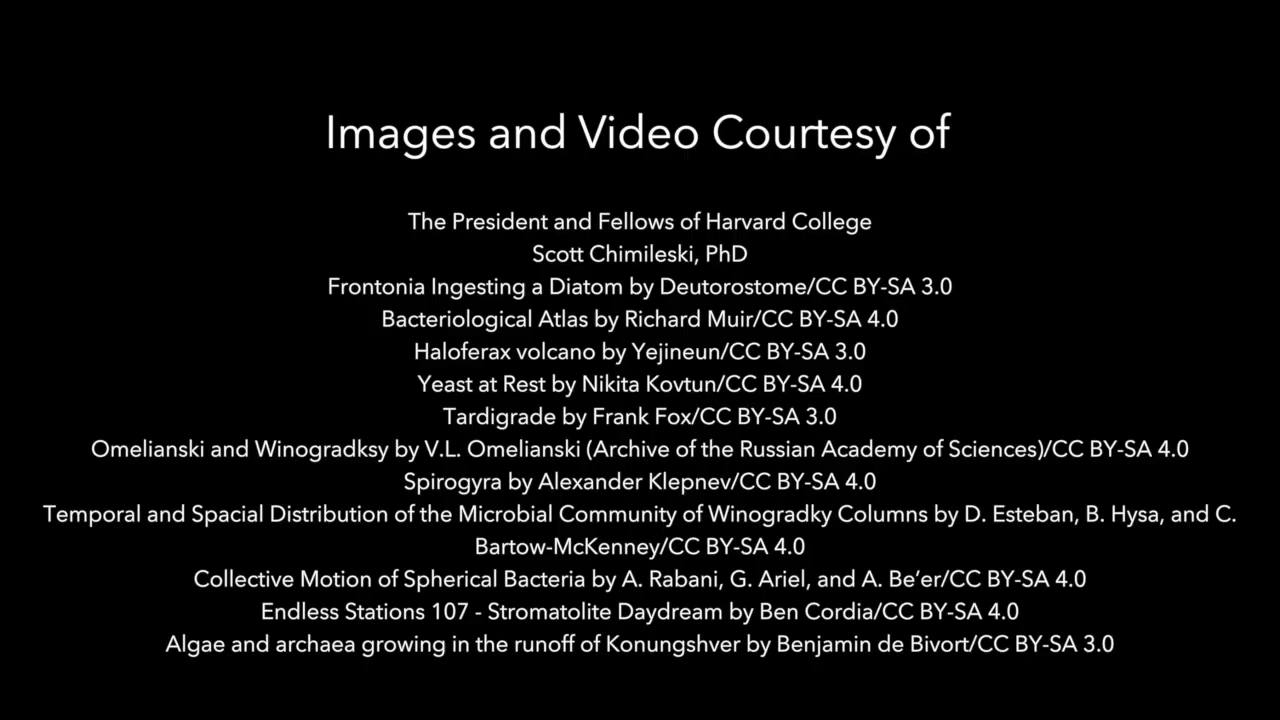 Images and Video Courtesy of
The President and Fellows of Harvard College
Scott Chimileski, PhD
Frontonia Ingesting a Diatom by Deutorostome/CC BY-SA 3.0
Bacteriological Atlas by Richard Muir/CC BY-SA 4.0
Haloferax volcano by Yejineun/CC BY-SA 3.0
Yeast at Rest by Nikita Kovtun/CC BY-SA 4.0
Tardigrade by Frank Fox/CC BY-SA 3.0
Omelianski and Winogradksy by V.L. Omelianski (Archive of the Russian Academy of Sciences)/CC BY-SA 4.0
Spirogyra by Alexander Klepnev/CC BY-SA 4.0
Temporal and Spacial Distribution of the Microbial Community of Winogradky Columns by D. Esteban, B. Hysa, and C.
Bartow-McKenney/CC BY-SA 4.0
Collective Motion of Spherical Bacteria by A. Rabani, G. Ariel, and A. Be’er/CC BY-SA 4.0
Endless Stations 107 - Stromatolite Daydream by Ben Cordia/CC BY-SA 4.0
Algae and archaea growing in the runoff of Konungshver by Benjamin de Bivort/CC BY-SA 3.0